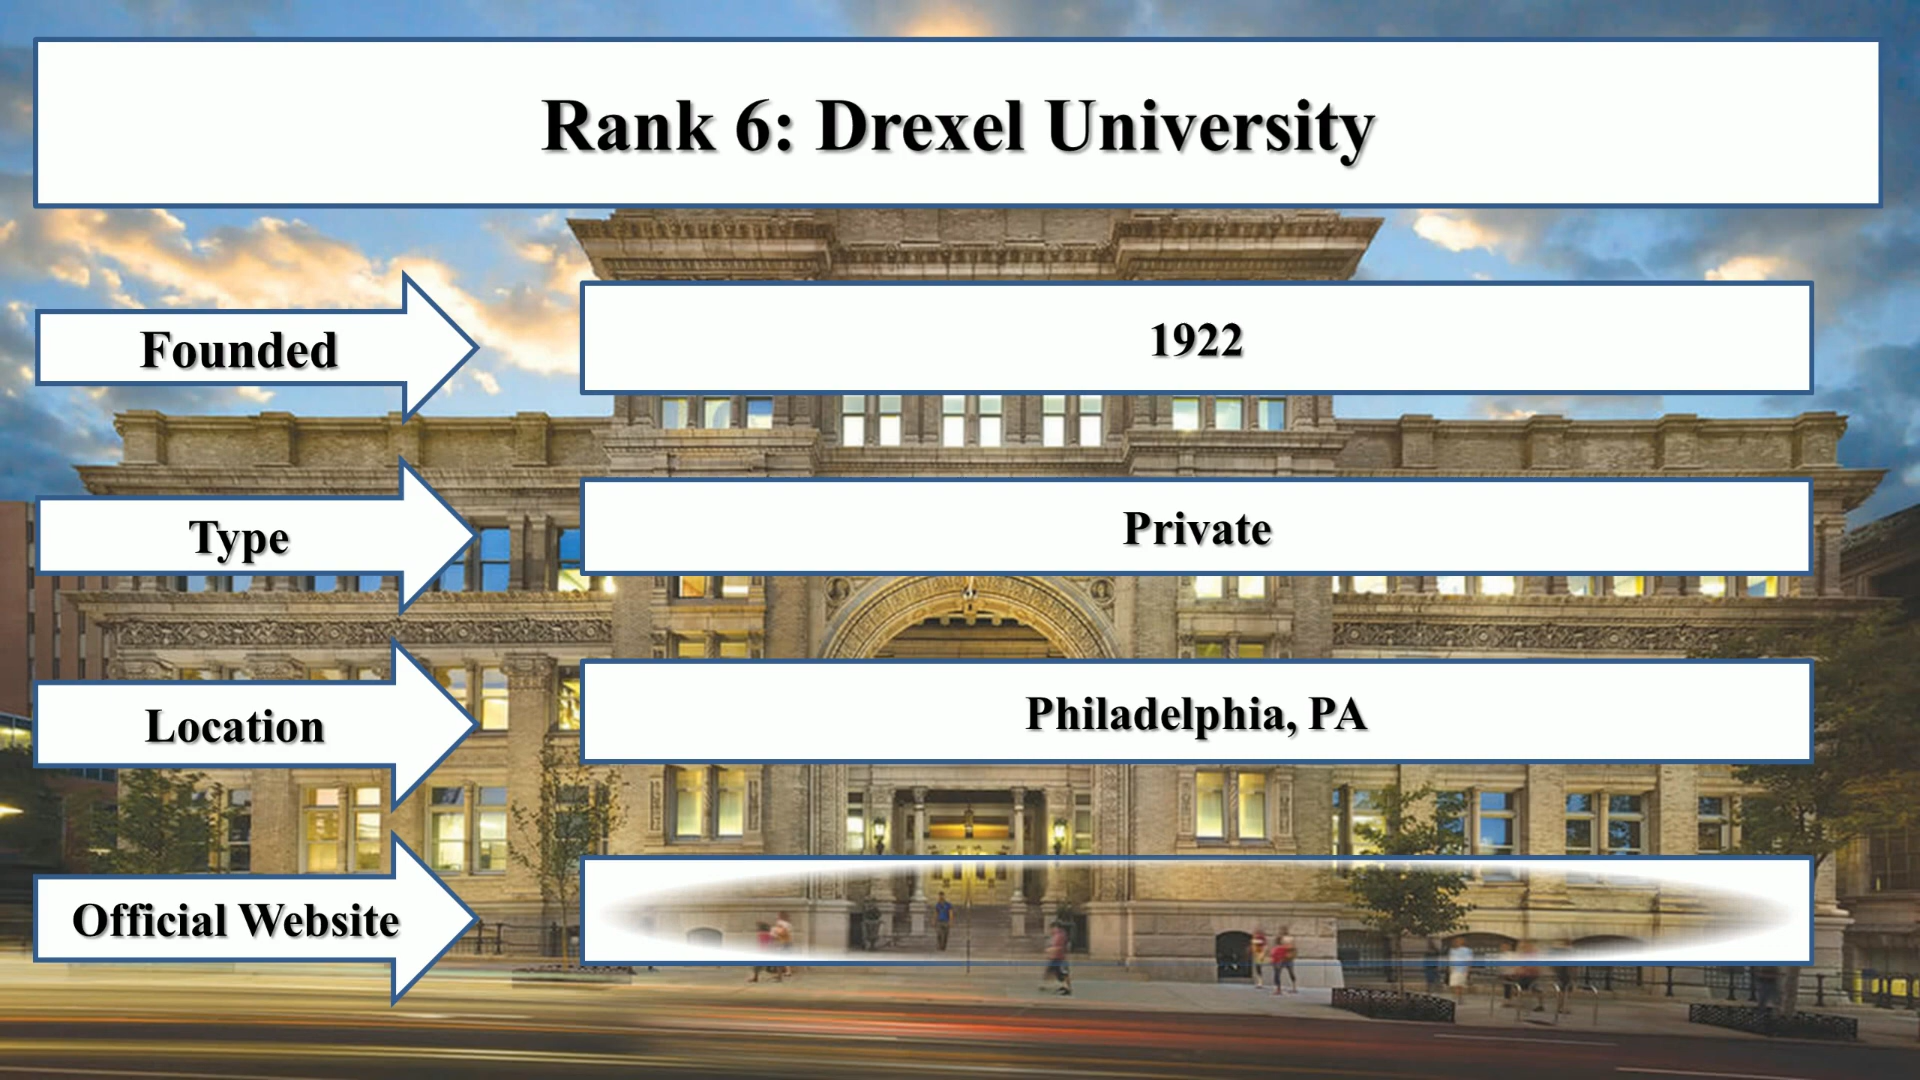 Rank 6: Drexel University
Founded
1922
Type
Private
Location
Philadelphia, PA
Official Website